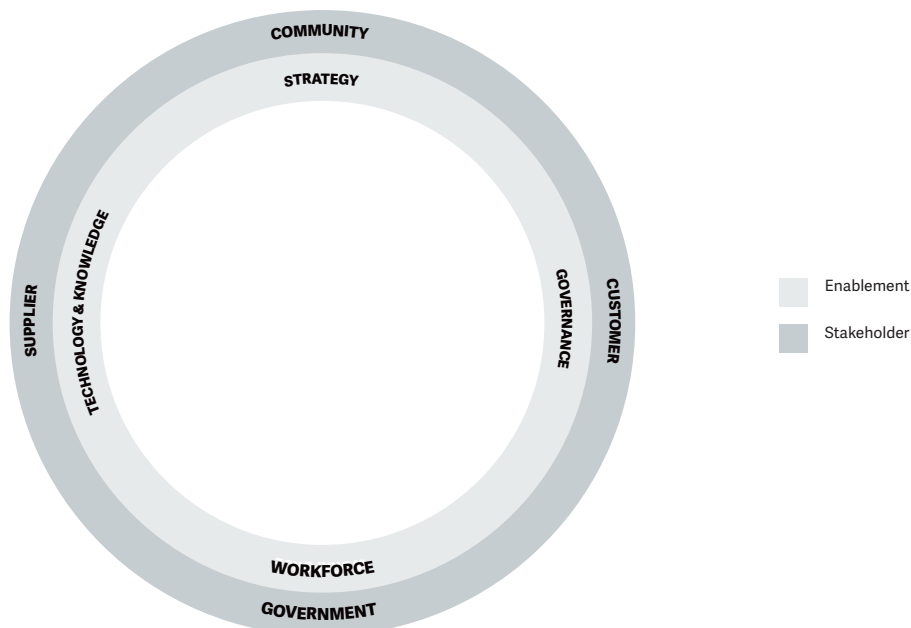 COMMUNITY
STRATEGY
TECHNOLOGY & KNOWLEDGE
SUPPLIER
GOVERNANCE
CUSTOMER
Enablement
Stakeholder
WORKFORCE
GOVERNMENT